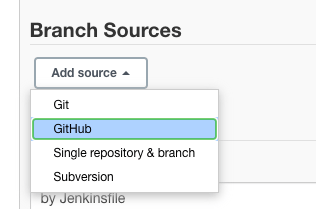 Branch Sources
Add source
Git
GitHub
Single repository & branch
Subversion
by Jenkinsfile